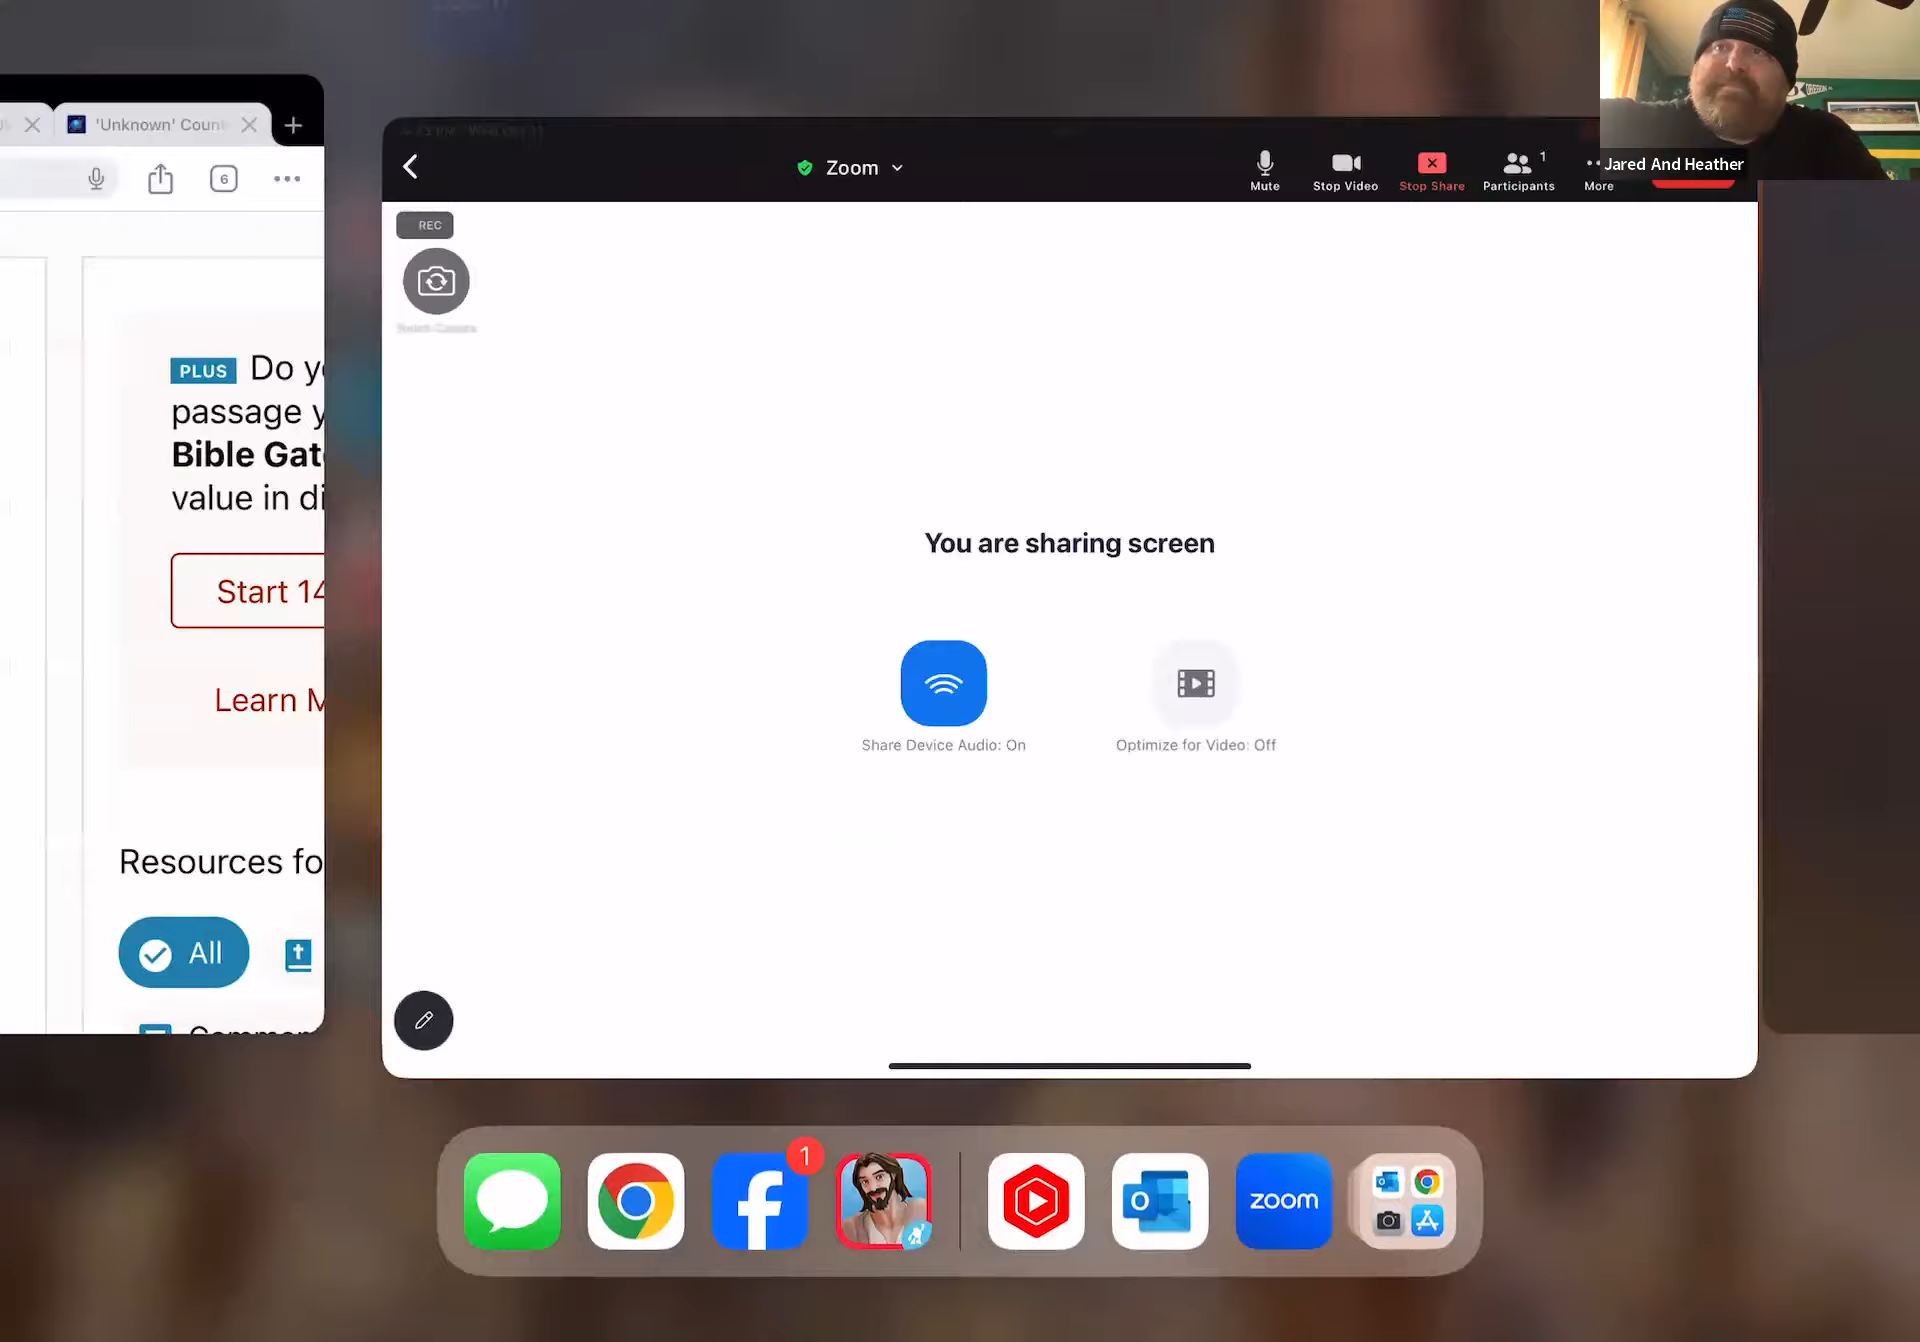 'Unknown' Coun
6
PLUS Do y
passage y
Bible Gat
value in di
Start 14
Learn M
Resources fo
All
Zoom
Mute
Stop Video
Stop Share
Participants
1
More
Jared And Heather
REC
Switch Camera
You are sharing screen
Share Device Audio: On
Optimize for Video: Off
1
zoom